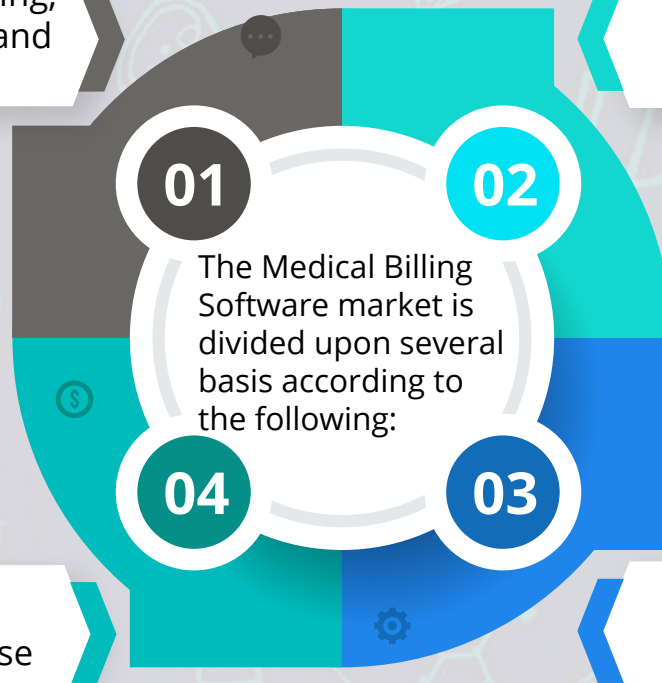 and
01
02
The Medical Billing
Software market is
divided upon several
basis according to
the following:
$
04
03
se